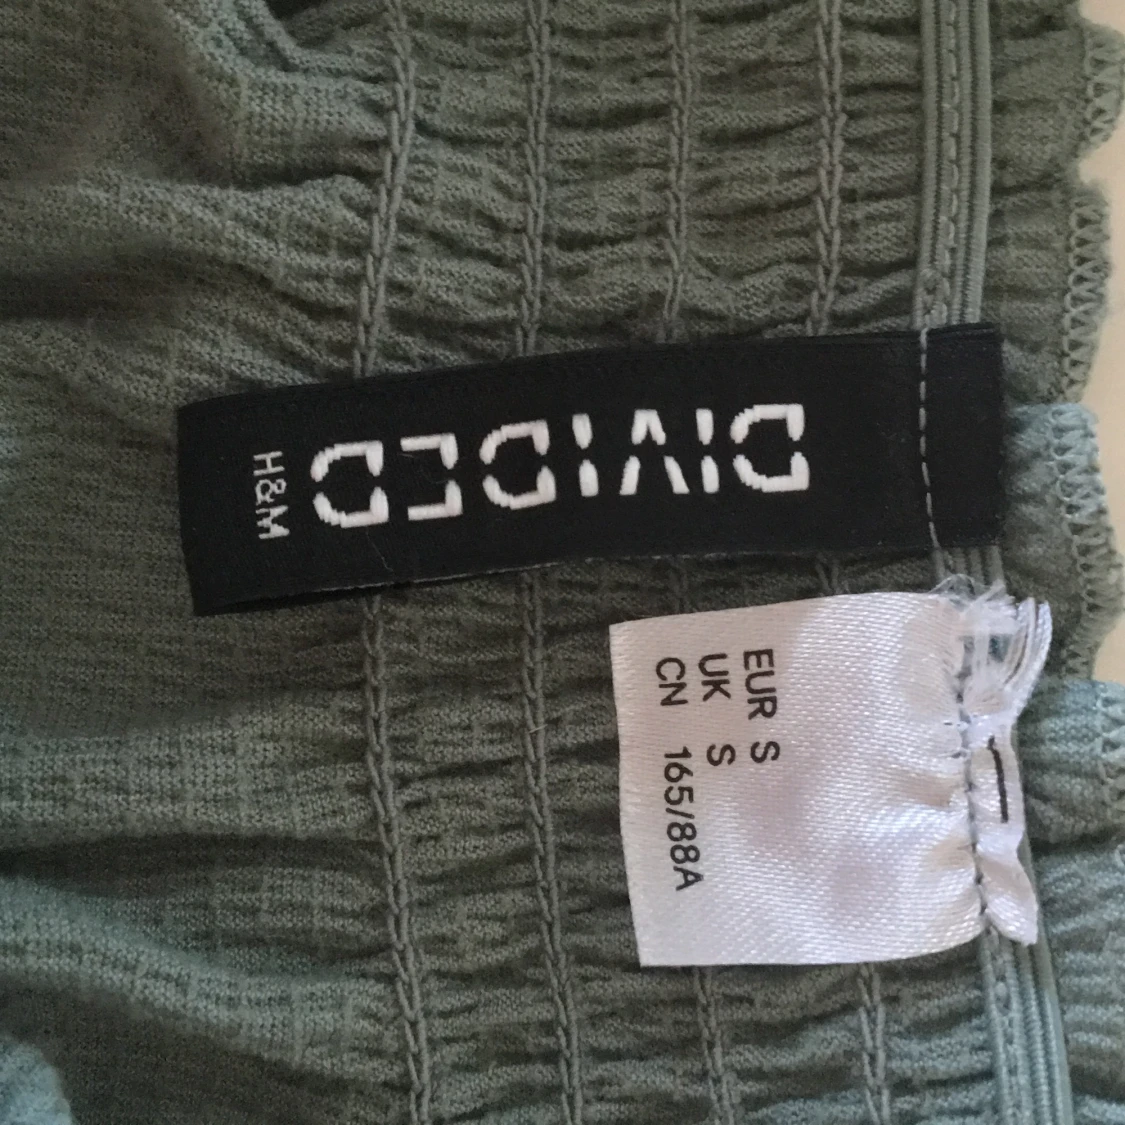 DIVIDED
H&M
EUR S
UK S
CN 165/88A